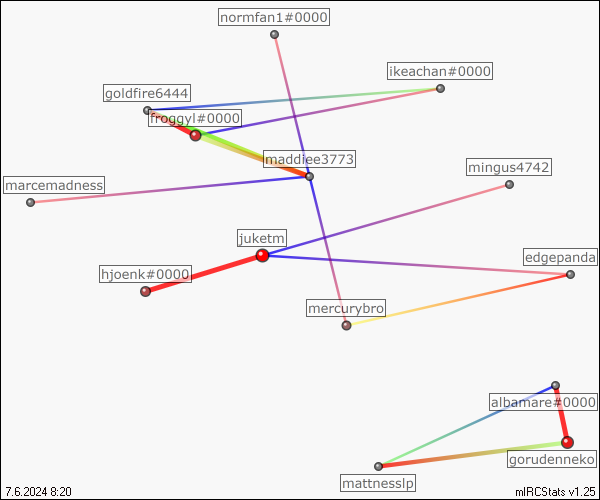 normfan1#0000
ikeachan#0000
goldfire6444
froggyl#0000
maddiee3773
mingus4742
marcemadness
juketm
edgepanda
hjoenk#0000
mercurybro
albamare#0000
gorudenneko
mattnesslp
7.6.2024 8:20
mIRCStats v1.25